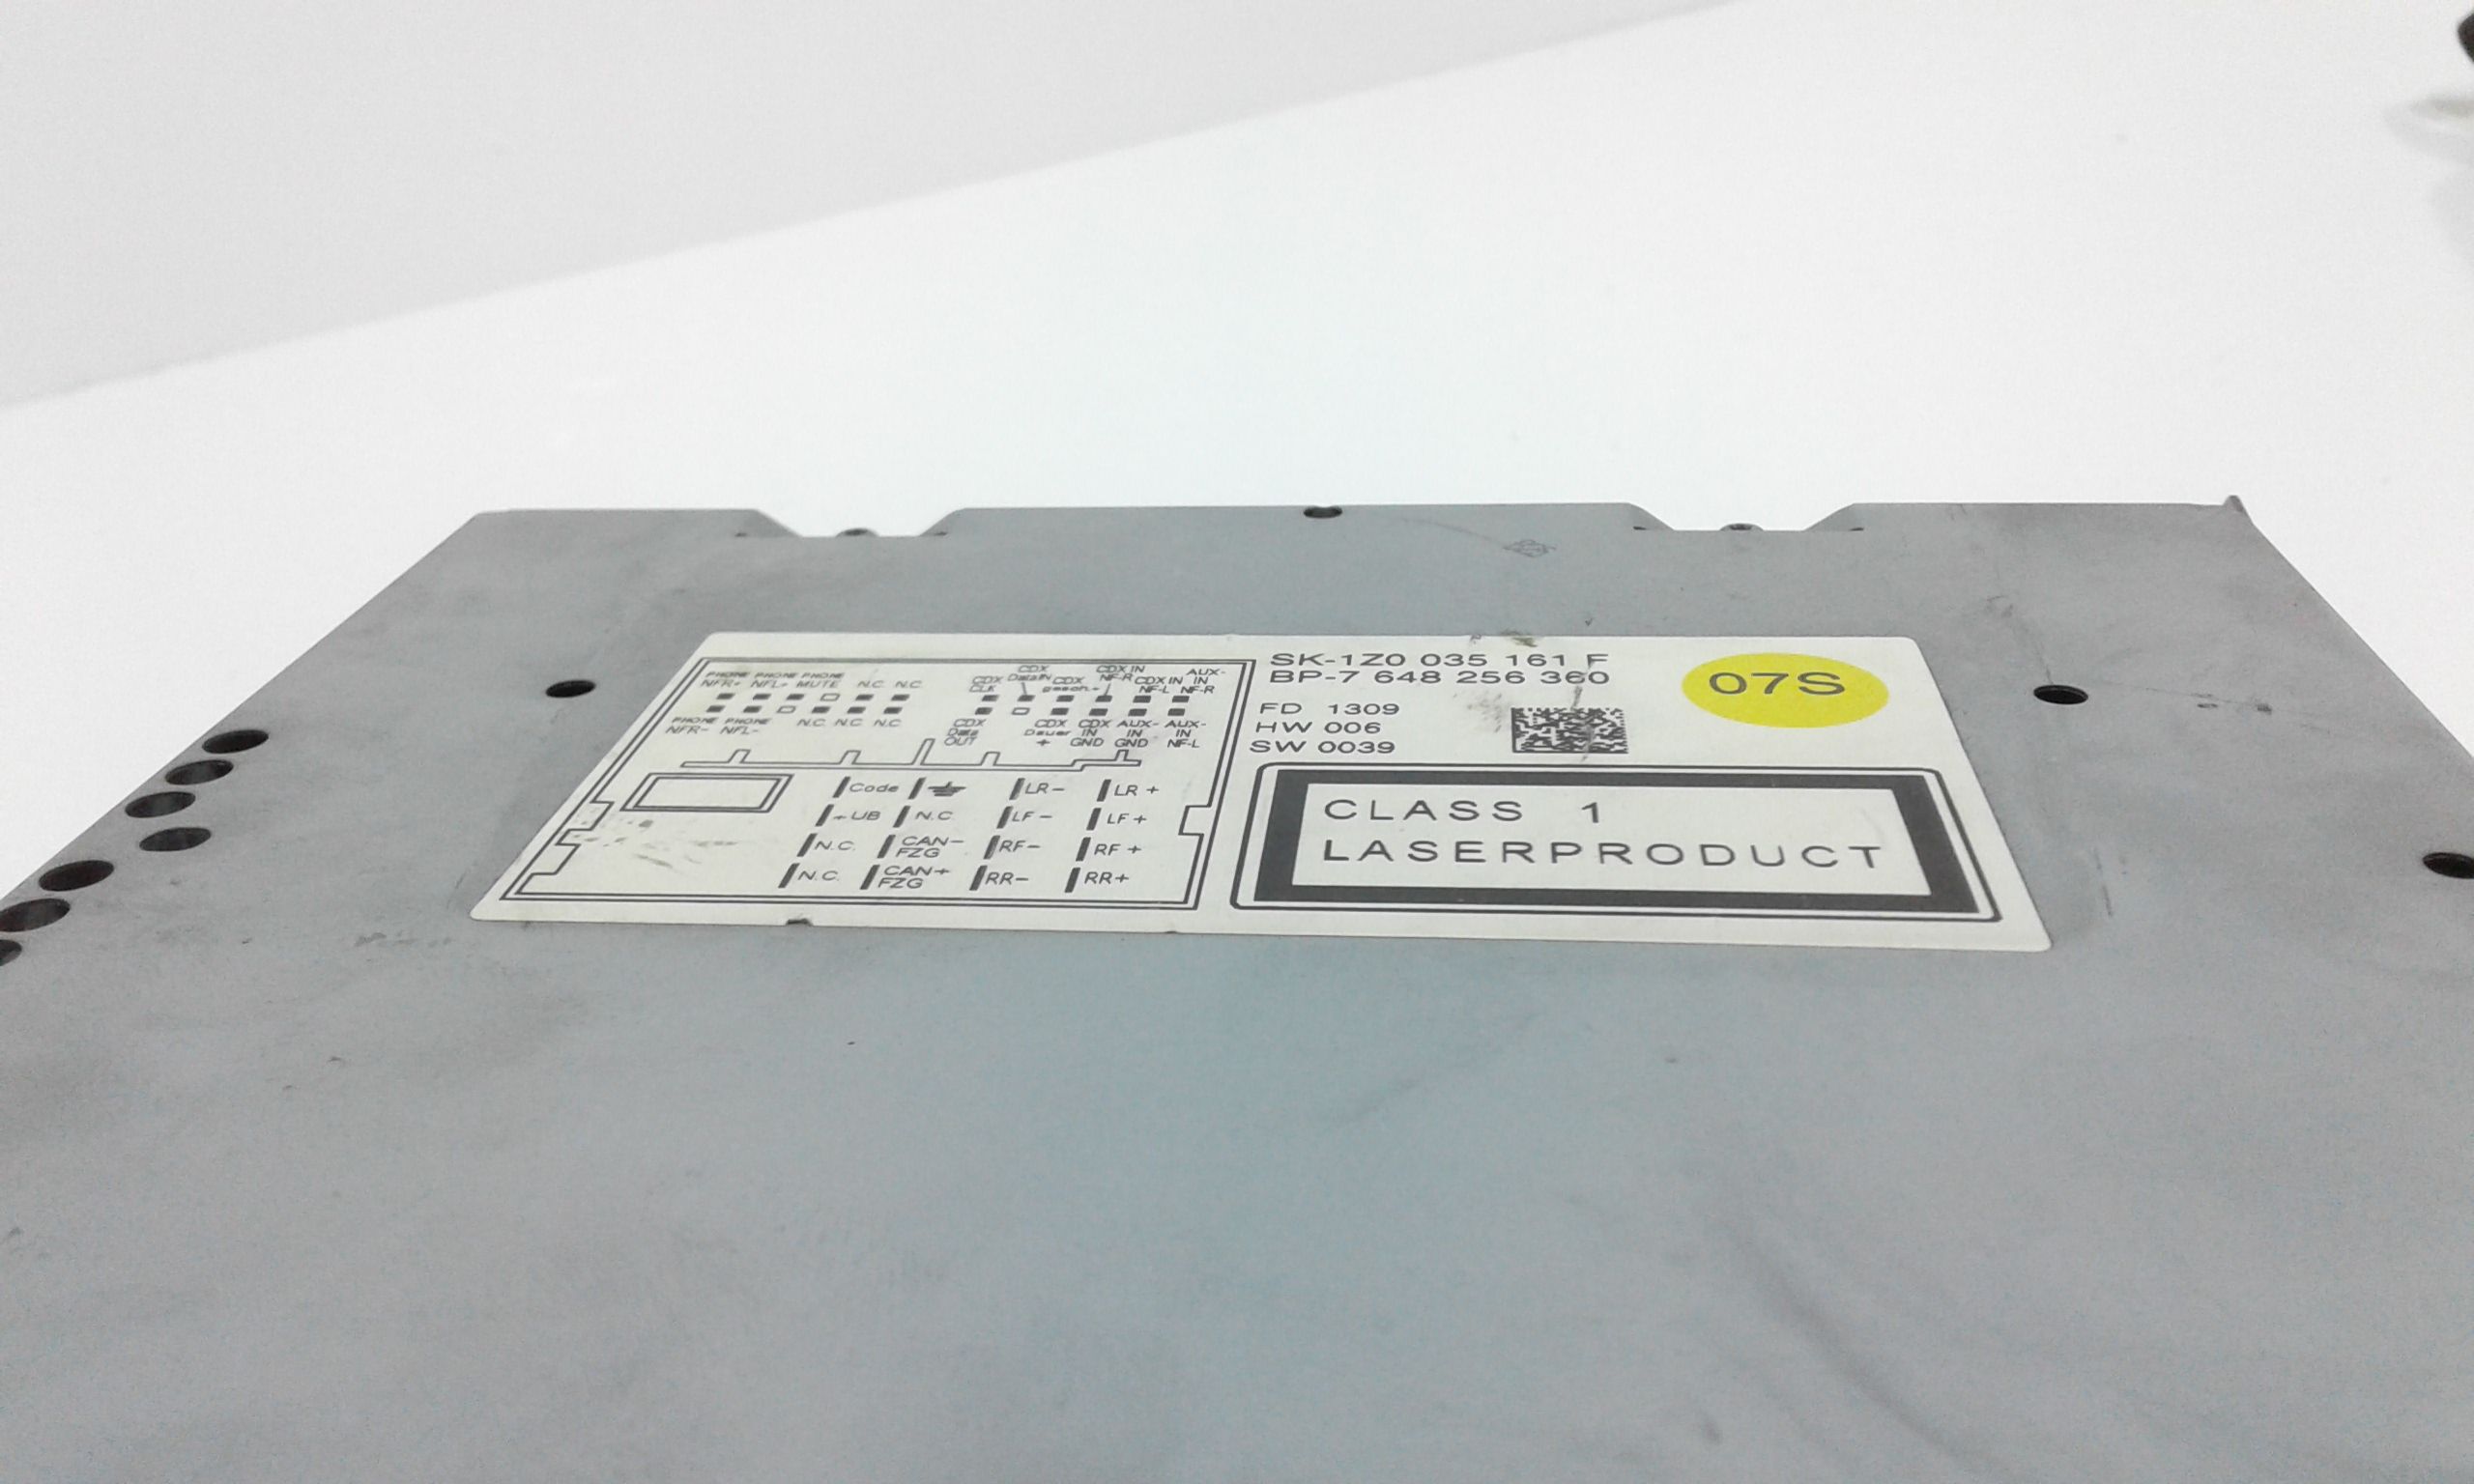 SK-1Z0 035 161 F
BP-7 648 256 360
FD 1309
HW 006
SW 0039
07S
CLASS 1
LASERPRODUCT
PHONE PHONE PHONE
NFR+ NFL+ MUTE N.C. N.C.
PHONE PHONE N.C. N.C. N.C.
NFR- NFL-
CDX CDX IN AUX-
CDX Data IN CDX NF-R CDX IN IN
CLK gesch.+ NF-L NF-R
CDX CDX CDX AUX- AUX-
Data Dauer IN IN IN
OUT + GND GND NF-L
Code LR- LR+
+UB N.C. LF- LF+
N.C. CAN- RF- RF+
FZG
N.C. CAN+ RR- RR+
FZG